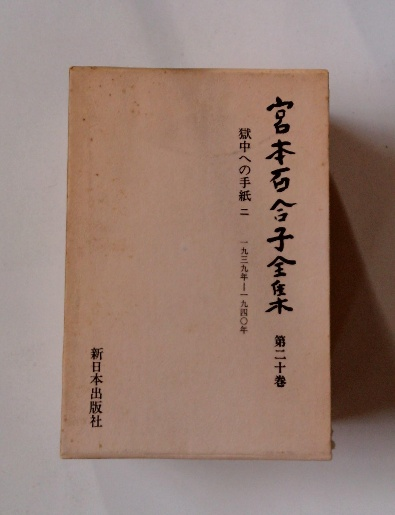 宮本百合子全集 第二十巻
獄中への手紙 二
一九三九年―一九四〇年
新日本出版社